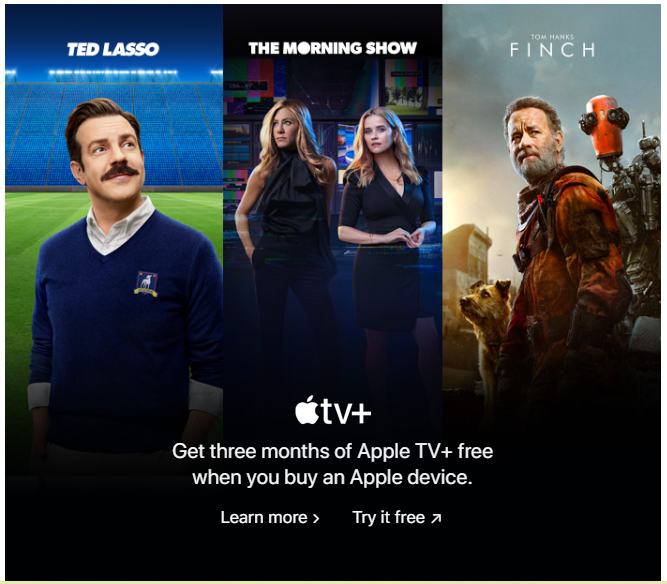 TED LASSO
THE MORNING SHOW
TOM HANKS
FINCH
tv+
Get three months of Apple TV+ free
when you buy an Apple device.
Learn more >
Try it free ↗